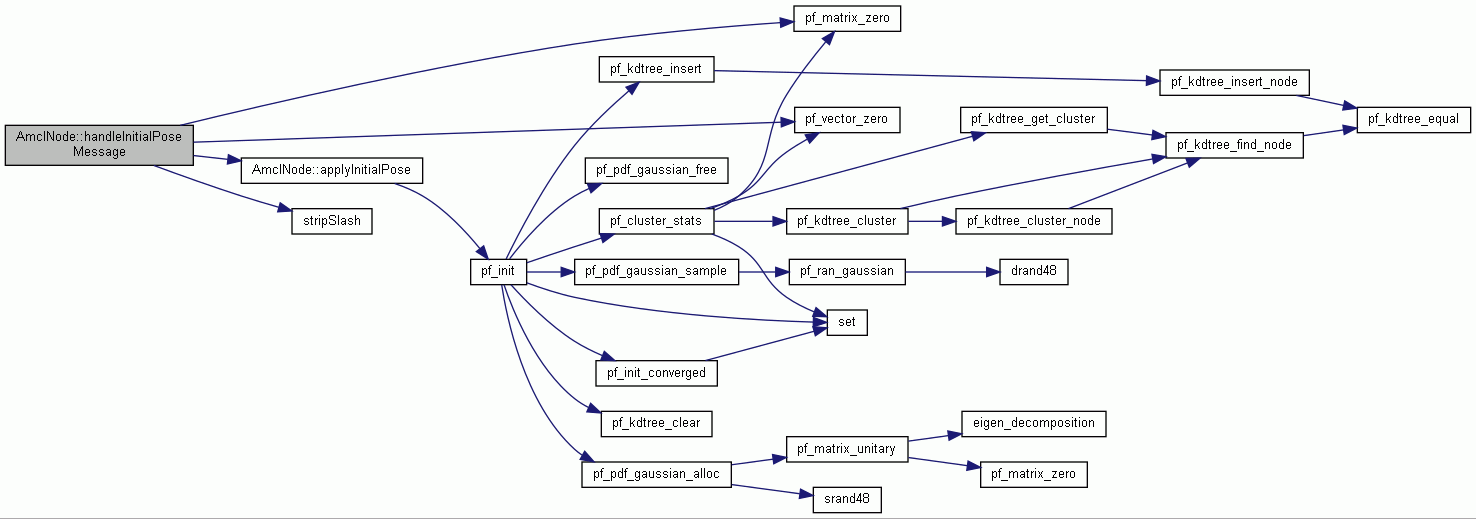 AmclNode::handleInitialPose
Message
AmclNode::applyInitialPose
stripSlash
pf_init
pf_matrix_zero
pf_kdtree_insert
pf_vector_zero
pf_pdf_gaussian_free
pf_cluster_stats
pf_pdf_gaussian_sample
set
pf_init_converged
pf_kdtree_clear
pf_pdf_gaussian_alloc
pf_kdtree_cluster
pf_ran_gaussian
pf_matrix_unitary
srand48
pf_kdtree_get_cluster
pf_kdtree_cluster_node
drand48
eigen_decomposition
pf_matrix_zero
pf_kdtree_insert_node
pf_kdtree_find_node
pf_kdtree_equal